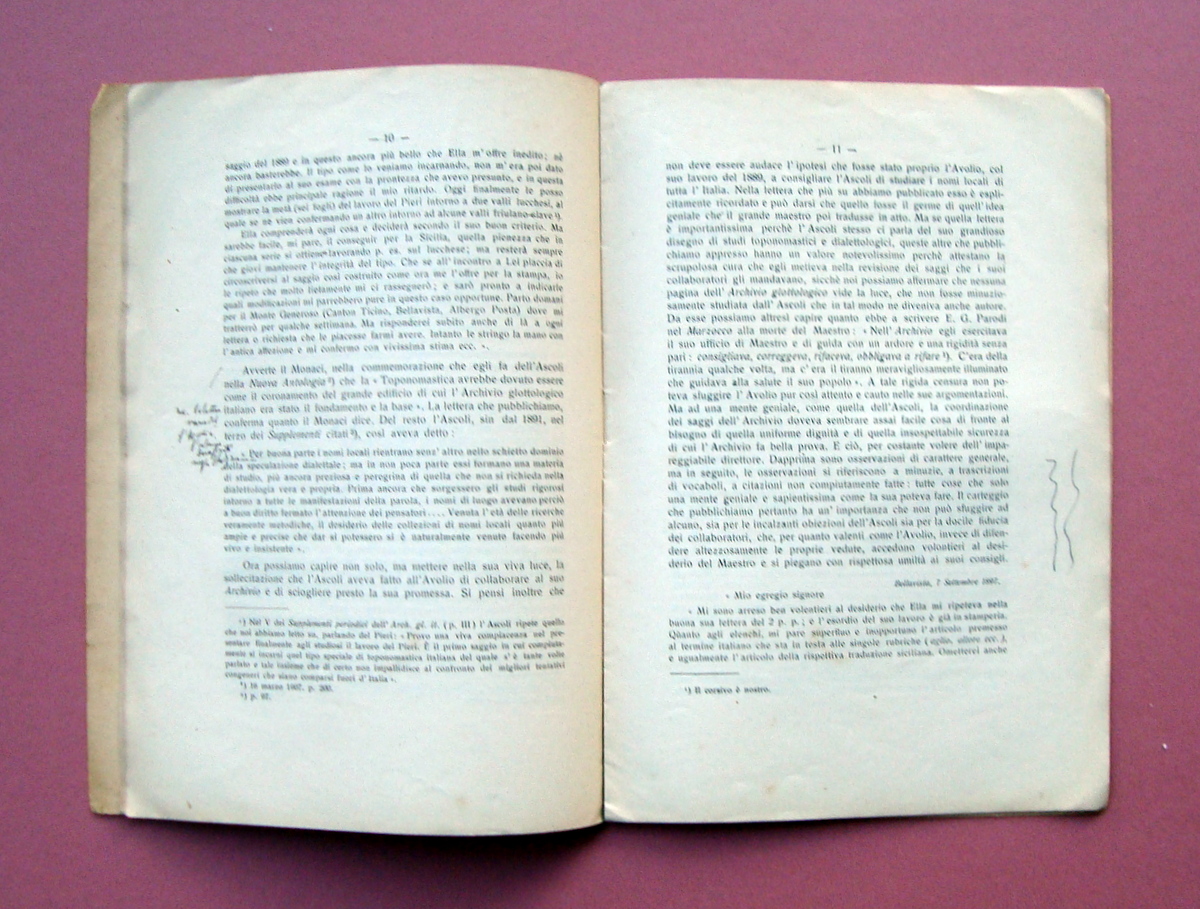 — 10 —
saggio del 1889 e in questo ancora più bello che Ella m'offre inedito; nè
ancora basterebbe. Il tipo come lo veniamo incarnando, non m'era poi dato
di presentarlo al suo esame con la prontezza che avevo presunto, e in questa
difficoltà ebbe principale ragione il mio ritardo. Oggi finalmente le posso
mostrare la metà (sei fogli) del lavoro del Pieri intorno a due valli lucchesi, al
quale se ne vien confermando un altro intorno ad alcune valli friulano-slave ¹).
Ella comprenderà ogni cosa e deciderà secondo il suo buon criterio. Ma
sarebbe facile, mi pare, il conseguir per la Sicilia, quella pienezza che in
ciascuna serie si ottiene lavorando p. es. sul lucchese; ma resterà sempre
che giovi mantenere l'integrità del tipo. Che se all'incontro a Lei piaccia di
circoscriversi al saggio così costruito come ora me l'offre per la stampa, io
le ripeto che molto lietamente mi ci rassegnerò; e sarò pronto a indicarle
quali modificazioni mi parrebbero pure in questo caso opportune. Parto domani
per il Monte Generoso (Canton Ticino, Bellavista, Albergo Posta) dove mi
tratterrò per qualche settimana. Ma risponderei subito anche di là a ogni
lettera o richiesta che le piacesse farmi avere. Intanto le stringo la mano con
l'antica affezione e mi confermo con vivissima stima ecc. ».
Avverte il Monaci, nella commemorazione che egli fa dell'Ascoli
nella Nuova Antologia ²) che la « Toponomastica avrebbe dovuto essere
come il coronamento del grande edificio di cui l'Archivio glottologico
italiano era stato il fondamento e la base ». La lettera che pubblichiamo,
conferma quanto il Monaci dice. Del resto l'Ascoli, sin dal 1891, nel
terzo dei Supplementi citati ³), così aveva detto :
« Per buona parte i nomi locali rientrano senz'altro nello schietto dominio
della speculazione dialettale; ma in non poca parte essi formano una materia
di studio, più ancora preziosa e peregrina di quella che non si richieda nella
dialettologia vera e propria. Prima ancora che sorgessero gli studi rigorosi
intorno a tutte le manifestazioni della parola, i nomi di luogo avevano perciò
a buon diritto fermato l'attenzione dei pensatori.... Venuta l'età delle ricerche
veramente metodiche, il desiderio delle collezioni di nomi locali quanto più
ampie e precise che dar si potessero si è naturalmente venuto facendo più
vivo e insistente ».
Ora possiamo capire non solo, ma mettere nella sua viva luce, la
sollecitazione che l'Ascoli aveva fatto all'Avolio di collaborare al suo
Archivio e di sciogliere presto la sua promessa. Si pensi inoltre che
¹) Nel V dei Supplementi periodici dell'Arch. gl. it. (p. III) l'Ascoli ripete quello
che noi abbiamo letto su, parlando del Pieri: « Provo una viva compiacenza nel pre-
sentare finalmente agli studiosi il lavoro del Pieri. È il primo saggio in cui compiuta-
mente si incarni quel tipo speciale di toponomastica italiana del quale s'è tante volte
parlato e tale insieme che di certo non impallidisce al confronto dei migliori tentativi
congeneri che siano comparsi fuori d'Italia ».
²) 16 marzo 1907, p. 300.
³) p. 97.
— 11 —
non deve essere audace l'ipotesi che fosse stato proprio l'Avolio, col
suo lavoro del 1889, a consigliare l'Ascoli di studiare i nomi locali di
tutta l'Italia. Nella lettera che più su abbiamo pubblicato esso è espli-
citamente ricordato e può darsi che quello fosse il germe di quell'idea
geniale che il grande maestro poi tradusse in atto. Ma se quella lettera
è importantissima perchè l'Ascoli stesso ci parla del suo grandioso
disegno di studi toponomastici e dialettologici, queste altre che pubbli-
chiamo appresso hanno un valore notevolissimo perchè attestano la
scrupolosa cura che egli metteva nella revisione dei saggi che i suoi
collaboratori gli mandavano, sicchè noi possiamo affermare che nessuna
pagina dell'Archivio glottologico vide la luce, che non fosse minuzio-
samente studiata dall'Ascoli che in tal modo ne diveniva anche autore.
Da esse possiamo altresì capire quanto ebbe a scrivere E. G. Parodi
nel Marzocco alla morte del Maestro : « Nell'Archivio egli esercitava
il suo ufficio di Maestro e di guida con un ardore e una rigidità senza
pari : consigliava, correggeva, rifaceva, obbligava a rifare ¹). C'era della
tirannia qualche volta, ma c'era il tiranno meravigliosamente illuminato
che guidava alla salute il suo popolo ». A tale rigida censura non po-
teva sfuggire l'Avolio pur così attento e cauto nelle sue argomentazioni.
Ma ad una mente geniale, come quella dell'Ascoli, la coordinazione
dei saggi dell'Archivio doveva sembrare assai facile cosa di fronte al
bisogno di quella uniforme dignità e di quella insospettabile sicurezza
di cui l'Archivio fa bella prova. E ciò, per costante volere dell'impa-
reggiabile direttore. Dapprima sono osservazioni di carattere generale,
ma in seguito, le osservazioni si riferiscono a minuzie, a trascrizioni
di vocaboli, a citazioni non compiutamente fatte : tutte cose che solo
una mente geniale e sapientissima come la sua poteva fare. Il carteggio
che pubblichiamo pertanto ha un'importanza che non può sfuggire ad
alcuno, sia per le incalzanti obiezioni dell'Ascoli sia per la docile fiducia
dei collaboratori, che, per quanto valenti come l'Avolio, invece di difen-
dere altezzosamente le proprie vedute, accedono volontieri al desi-
derio del Maestro e si piegano con rispettosa umiltà ai suoi consigli.
Bellavista, 7 Settembre 1897.
« Mio egregio signore
« Mi sono arreso ben volentieri al desiderio che Ella mi ripeteva nella
buona sua lettera del 2 p. p. ; e l'esordio del suo lavoro è già in stamperia.
Quanto agli elenchi, mi pare superfluo e inopportuno l'articolo premesso
al termine italiano che sta in testa alle singole rubriche (aglio, alloro ecc.),
e ugualmente l'articolo della rispettiva traduzione siciliana. Ometterei anche
¹) Il corsivo è nostro.